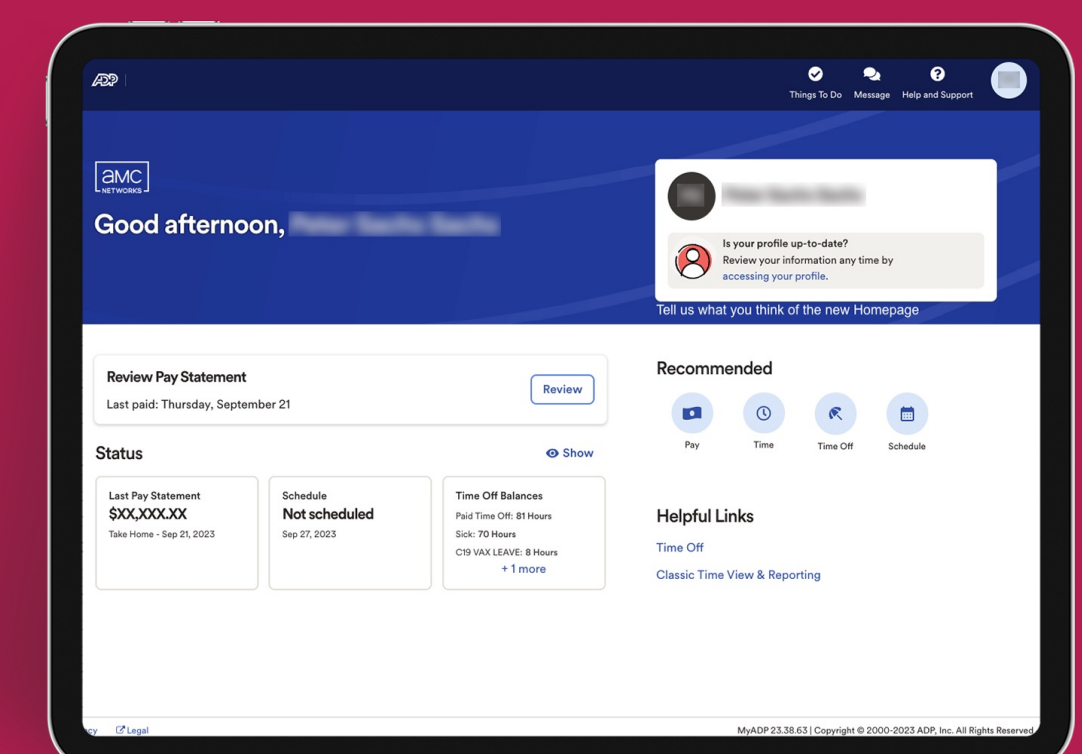 ADP
Things To Do
Message
Help and Support
amc
NETWORKS
Good afternoon,
Is your profile up-to-date?
Review your information any time by
accessing your profile.
Tell us what you think of the new Homepage
Review Pay Statement
Last paid: Thursday, September 21
Review
Status
Show
Last Pay Statement
$XX,XXX.XX
Take Home - Sep 21, 2023
Schedule
Not scheduled
Sep 27, 2023
Time Off Balances
Paid Time Off: 81 Hours
Sick: 70 Hours
C19 VAX LEAVE: 8 Hours
+ 1 more
Recommended
Pay
Time
Time Off
Schedule
Helpful Links
Time Off
Classic Time View & Reporting
Legal
MyADP 23.38.63 | Copyright © 2000-2023 ADP, Inc. All Rights Reserved